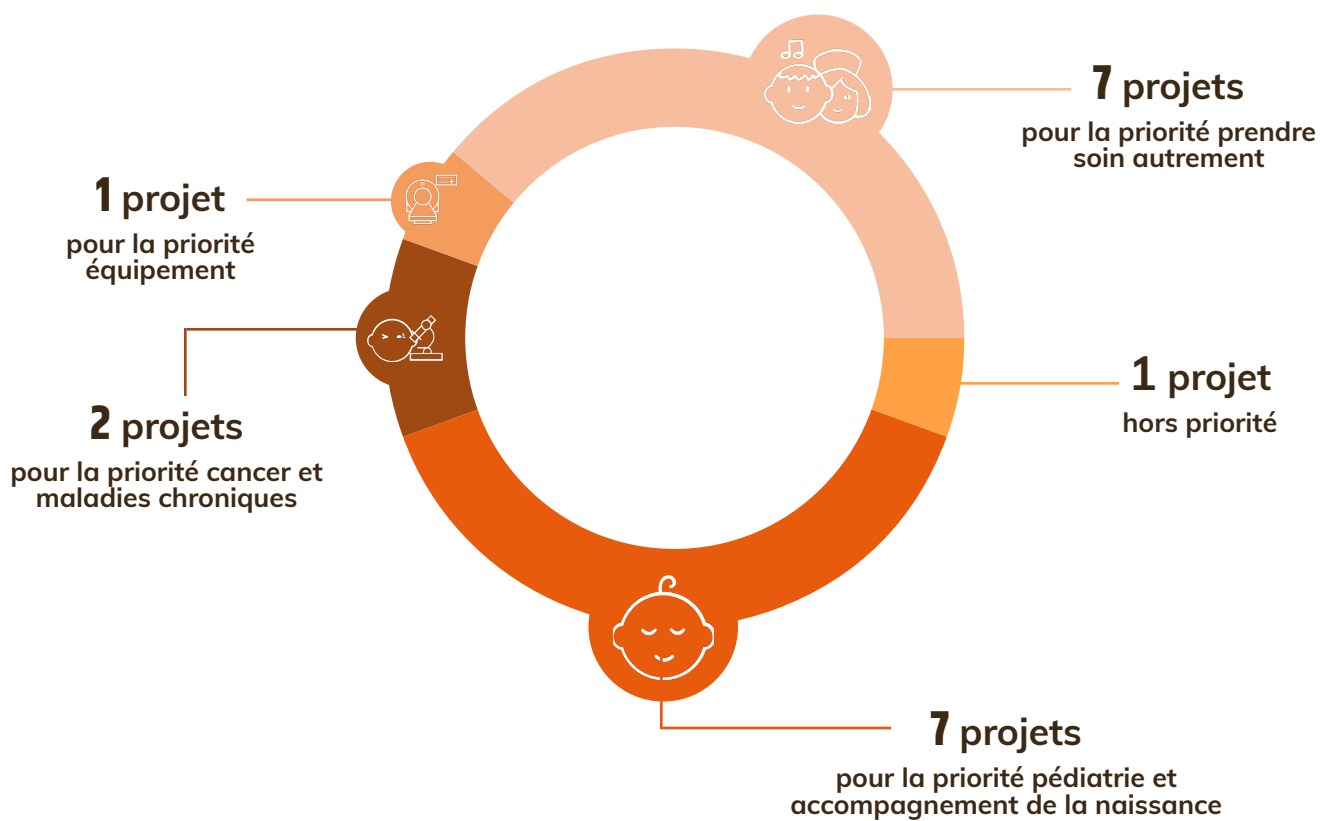 7 projets
pour la priorité prendre
soin autrement
1 projet
pour la priorité
équipement
1 projet
hors priorité
2 projets
pour la priorité cancer et
maladies chroniques
7 projets
pour la priorité pédiatrie et
accompagnement de la naissance